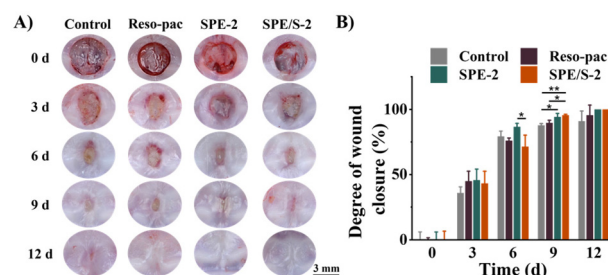 A)
Control Reso-pac SPE-2 SPE/S-2
0 d
3 d
6 d
9 d
12 d
3 mm
B)
Control Reso-pac
SPE-2 SPE/S-2
Degree of wound
closure (%)
100
50
0
*
**
*
*
0 3 6 9 12
Time (d)